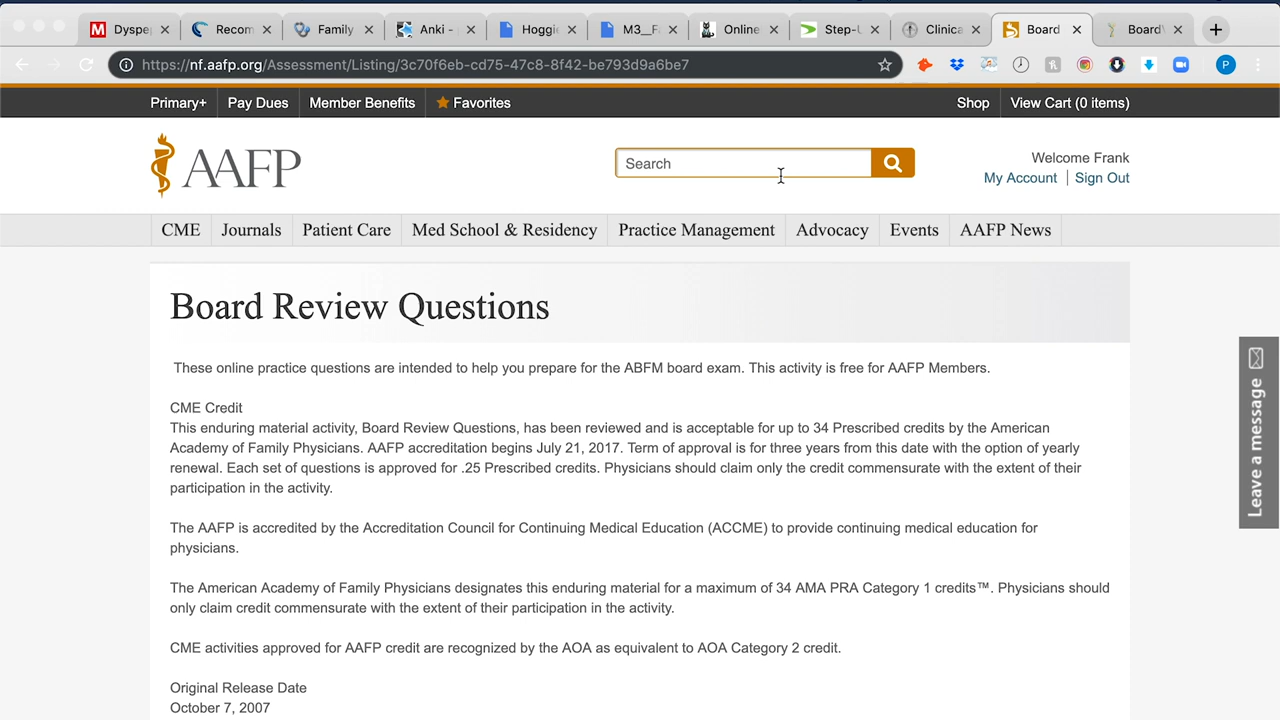 Dyspe
Recom
Family
Anki -
Hoggie
M3__Fa
Online
Step-U
Clinica
Board
BoardV
https://nf.aafp.org/Assessment/Listing/3c70f6eb-cd75-47c8-8f42-be793d9a6be7
P
Primary+ Pay Dues Member Benefits Favorites Shop View Cart (0 items)
AAFP
Search
Welcome Frank
My Account | Sign Out
CME Journals Patient Care Med School & Residency Practice Management Advocacy Events AAFP News
Board Review Questions
These online practice questions are intended to help you prepare for the ABFM board exam. This activity is free for AAFP Members.
CME Credit
This enduring material activity, Board Review Questions, has been reviewed and is acceptable for up to 34 Prescribed credits by the American
Academy of Family Physicians. AAFP accreditation begins July 21, 2017. Term of approval is for three years from this date with the option of yearly
renewal. Each set of questions is approved for .25 Prescribed credits. Physicians should claim only the credit commensurate with the extent of their
participation in the activity.
The AAFP is accredited by the Accreditation Council for Continuing Medical Education (ACCME) to provide continuing medical education for
physicians.
The American Academy of Family Physicians designates this enduring material for a maximum of 34 AMA PRA Category 1 credits™. Physicians should
only claim credit commensurate with the extent of their participation in the activity.
CME activities approved for AAFP credit are recognized by the AOA as equivalent to AOA Category 2 credit.
Original Release Date
October 7, 2007
Leave a message